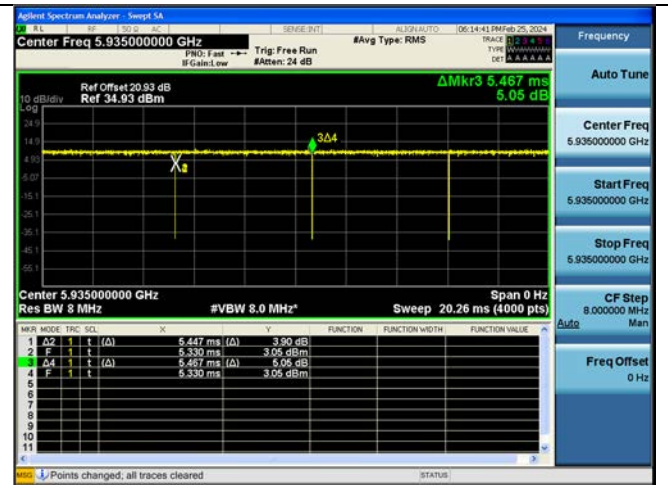 Agilent Spectrum Analyzer - Swept SA
RL RF 50 Ω AC SENSE:INT ALIGN AUTO 06:14:41 PM Feb 25, 2024
Center Freq 5.935000000 GHz
PNO: Fast
IFGain:Low
Trig: Free Run
#Atten: 24 dB
#Avg Type: RMS
TRACE 1 2 3 4 5 6
TYPE
DET A A A A A A
Ref Offset 20.93 dB
Ref 34.93 dBm
10 dB/div
Log
ΔMkr3 5.467 ms
5.05 dB
24.9
14.9
4.93
-5.07
-15.1
-25.1
-35.1
-45.1
-55.1
3Δ4
Center 5.935000000 GHz Span 0 Hz
Res BW 8 MHz #VBW 8.0 MHz* Sweep 20.26 ms (4000 pts)
MKR MODE TRC SCL X Y FUNCTION FUNCTION WIDTH FUNCTION VALUE
1 Δ2 1 t (Δ) 5.447 ms (Δ) 3.90 dB
2 F 1 t 5.330 ms 3.05 dBm
3 Δ4 1 t (Δ) 5.467 ms (Δ) 5.05 dB
4 F 1 t 5.330 ms 3.05 dBm
5
6
7
8
9
10
11
MSG Points changed; all traces cleared STATUS
Frequency
Auto Tune
Center Freq
5.935000000 GHz
Start Freq
5.935000000 GHz
Stop Freq
5.935000000 GHz
CF Step
8.000000 MHz
Auto Man
Freq Offset
0 Hz